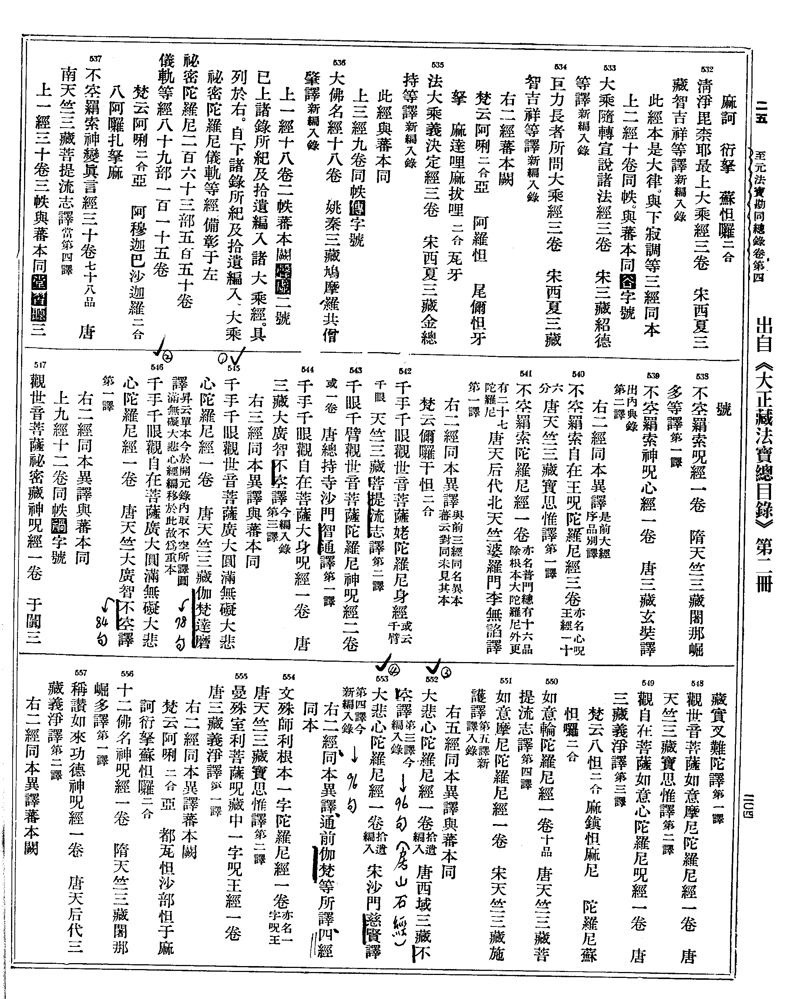 二五
至元法寶勘同總錄卷第四
出自《大正藏法寶總目錄》第二冊
二〇四
麻訶　衍拏　蘇怛囉二合
532
淸淨毘柰耶最上大乘經三卷　宋西夏三
藏智吉祥等譯新編入錄
此經本是大律。與下寂調等三經同本
上二經十卷同帙。與蕃本同谷字號
533
大乘隨轉宣說諸法經三卷　宋三藏紹德
等譯新編入錄
534
巨力長者所問大乘經三卷　宋西夏三藏
智吉祥等譯新編入錄
右二經蕃本闕
梵云阿唎二合亞　阿羅怛　尾儞怛牙
拏　麻達哩麻拔哩二合瓦牙
535
法大乘義決定經三卷　宋西夏三藏金總
持等譯新編入錄
此經與蕃本同
上三經九卷同帙傳字號
536
大佛名經十八卷　姚秦三藏鳩摩羅共僧
肇譯新編入錄
上一經十八卷二帙蕃本闕聲虛二號
已上諸錄所紀及拾遺編入諸大乘經。具
列於右。自下諸錄所紀及拾遺編入、大乘
祕密陀羅尼儀軌等經備彰于左
祕密陀羅尼二百六十三部五百五十卷
儀軌等經八十九部一百一十五卷
梵云阿唎二合亞　阿穆迦巴沙迦羅二合
八阿囉扎拏麻
537
不空羂索神變眞言經三十卷七十八品　唐
南天竺三藏菩提流志譯當第四譯
上一經三十卷三帙與蕃本同堂習聽三
號
538
不空羂索呪經一卷　隋天竺三藏闍那崛
多等譯第一譯
539
不空羂索神呪心經一卷　唐三藏玄奘譯
出內典錄
第二譯
右二經同本異譯是前大經
序品別譯
540
不空羂索自在王呪陀羅尼經三卷亦名心呪
王經一十
六
分　唐天竺三藏寶思惟譯第一譯
541
不空羂索陀羅尼經一卷亦名普門總有十六品
除根本大陀羅尼外更
有二十七
陀羅尼　唐天后代北天竺婆羅門李無諂譯
第一譯
右二經同本異譯與前三經同名異本
蕃云對同未見其本
梵云儞囉干怛二合
542
千手千眼觀世音菩薩姥陀羅尼身經或云
千臂
千眼　天竺三藏菩提流志譯第二譯
543
千眼千臂觀世音菩薩陀羅尼神呪經二卷
或一卷　唐總持寺沙門智通譯第一譯
544
千手千眼觀自在菩薩大身呪經一卷　唐
三藏大廣智不空譯今編入錄
第三譯
右三經同本異譯與蕃本同
① ✓
545
千手千眼觀世音菩薩廣大圓滿無礙大悲
心陀羅尼經一卷　唐天竺三藏伽梵達磨
譯昇云單本今於開元錄內取不空所譯圓
滿無礙大悲心經編移於此故爲重本
↙78句
✓ ②
546
千手千眼觀自在菩薩廣大圓滿無礙大悲
心陀羅尼經一卷　唐天竺大廣智不空譯
第一譯
↙84句
右二經同本異譯與蕃本同
上九經十二卷同帙禍字號
547
觀世音菩薩祕密藏神呪經一卷　于闐三
藏實叉難陀譯第一譯
548
觀世音菩薩如意摩尼陀羅尼經一卷　唐
天竺三藏寶思惟譯第二譯
549
觀自在菩薩如意心陀羅尼呪經一卷　唐
三藏義淨譯第三譯
梵云八怛二合麻鎮怛麻尼　陀羅尼蘇
怛囉二合
550
如意輪陀羅尼經一卷十品　唐天竺三藏菩
提流志譯第四譯
551
如意摩尼陀羅尼經一卷　宋天竺三藏施
護譯第五譯新
譯入錄
右五經同本異譯與蕃本同
✓ ③
552
大悲心陀羅尼經一卷拾遺
編入　唐西域三藏不
空譯第三譯今
編入錄
↓96句（房山石經）
✓ ④
553
大悲心陀羅尼經一卷拾遺
編入　宋沙門慈賢譯
第四譯今
新編入錄
↓96句
右二經、同本異譯、通前伽梵等所譯四經
同本
554
文殊師利根本一字陀羅尼經一卷亦名一
字呪王
唐天竺三藏寶思惟譯第二譯
555
曼殊室利菩薩呪藏中一字呪王經一卷
唐三藏義淨譯第一譯
右二經同本異譯蕃本闕
梵云阿唎二合亞　都瓦怛沙部怛于麻
訶衍拏蘇怛囉二合
556
十二佛名神呪經一卷　隋天竺三藏闍那
崛多譯第一譯
557
稱讃如來功德神呪經一卷　唐天后代三
藏義淨譯第二譯
右二經同本異譯蕃本闕